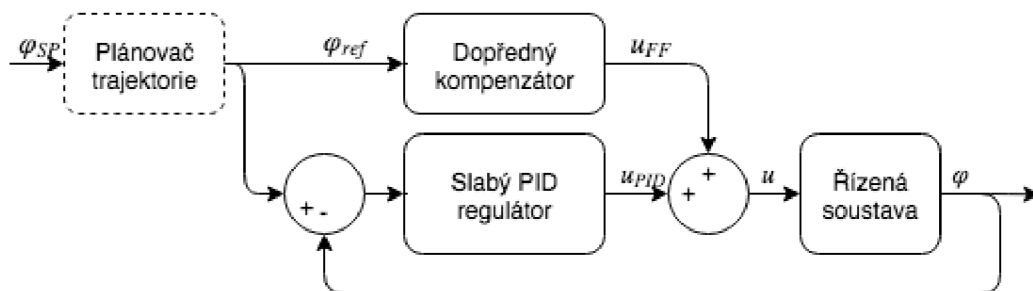 φSP
Plánovač
trajektorie
φref
Dopředný
kompenzátor
uFF
+ -
Slabý PID
regulátor
uPID
+
+
u
Řízená
soustava
φ